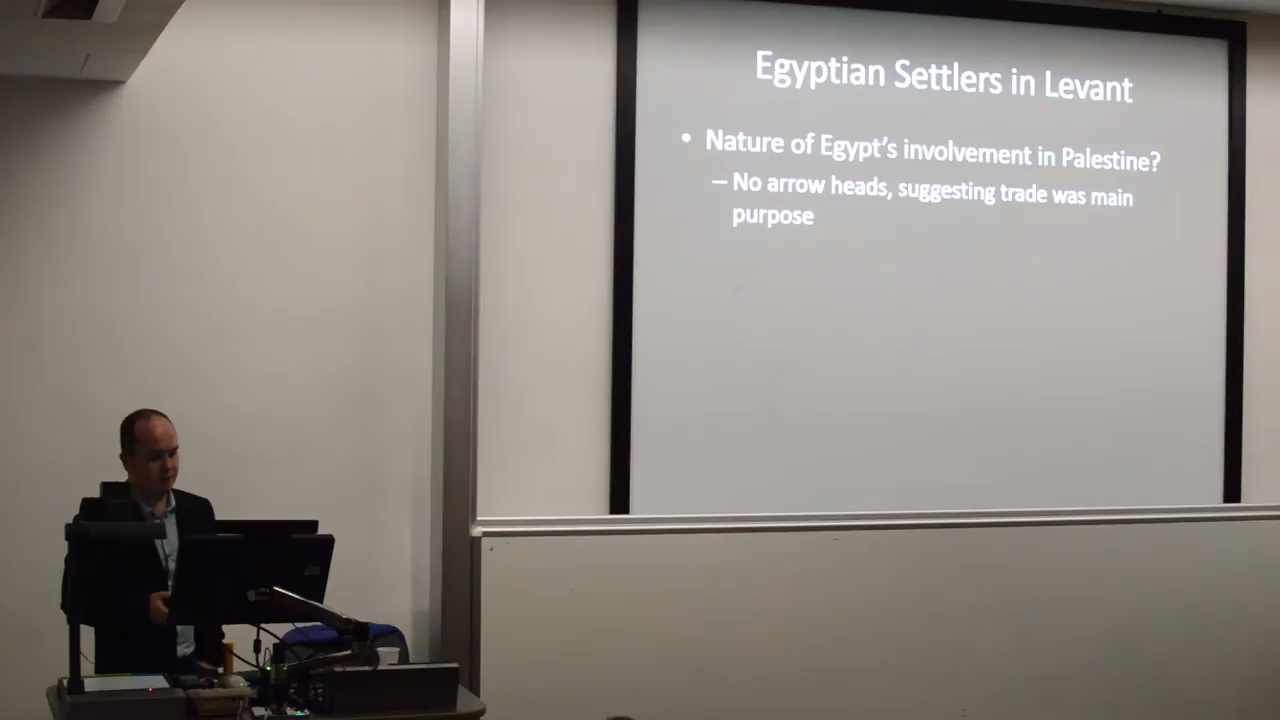 Egyptian Settlers in Levant
• Nature of Egypt's involvement in Palestine?
– No arrow heads, suggesting trade was main
purpose